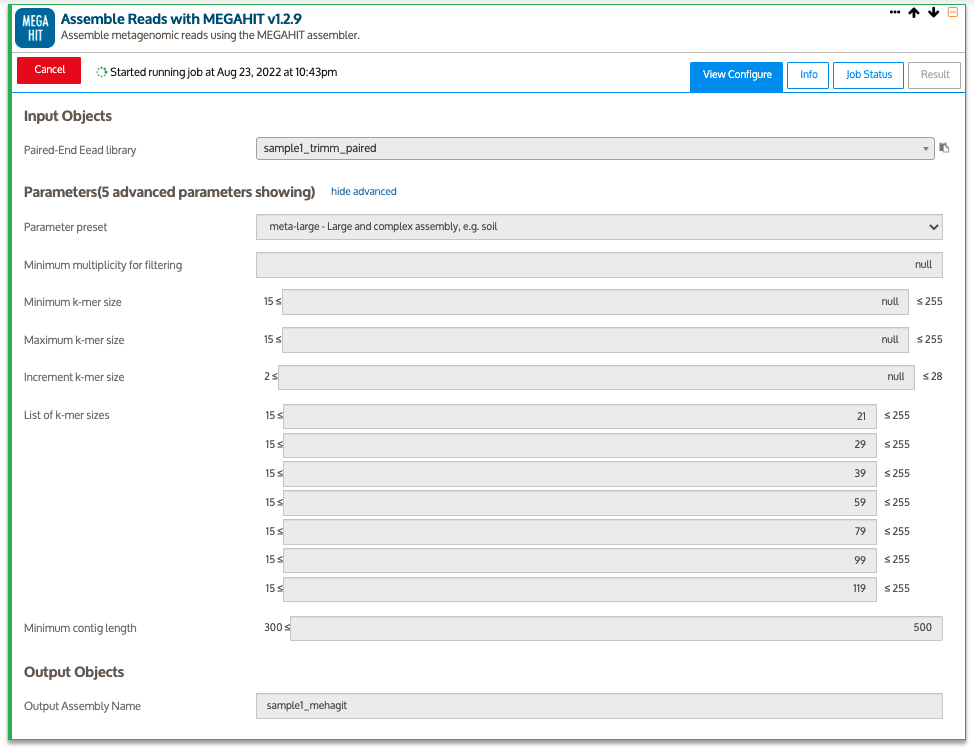 MEGA
HIT
Assemble Reads with MEGAHIT v1.2.9
Assemble metagenomic reads using the MEGAHIT assembler.
Cancel
Started running job at Aug 23, 2022 at 10:43pm
View Configure
Info
Job Status
Result
Input Objects
Paired-End Eead library
sample1_trimm_paired
Parameters(5 advanced parameters showing)
hide advanced
Parameter preset
meta-large - Large and complex assembly, e.g. soil
Minimum multiplicity for filtering
null
Minimum k-mer size
15 ≤
null
≤ 255
Maximum k-mer size
15 ≤
null
≤ 255
Increment k-mer size
2 ≤
null
≤ 28
List of k-mer sizes
15 ≤
21
≤ 255
15 ≤
29
≤ 255
15 ≤
39
≤ 255
15 ≤
59
≤ 255
15 ≤
79
≤ 255
15 ≤
99
≤ 255
15 ≤
119
≤ 255
Minimum contig length
300 ≤
500
Output Objects
Output Assembly Name
sample1_mehagit